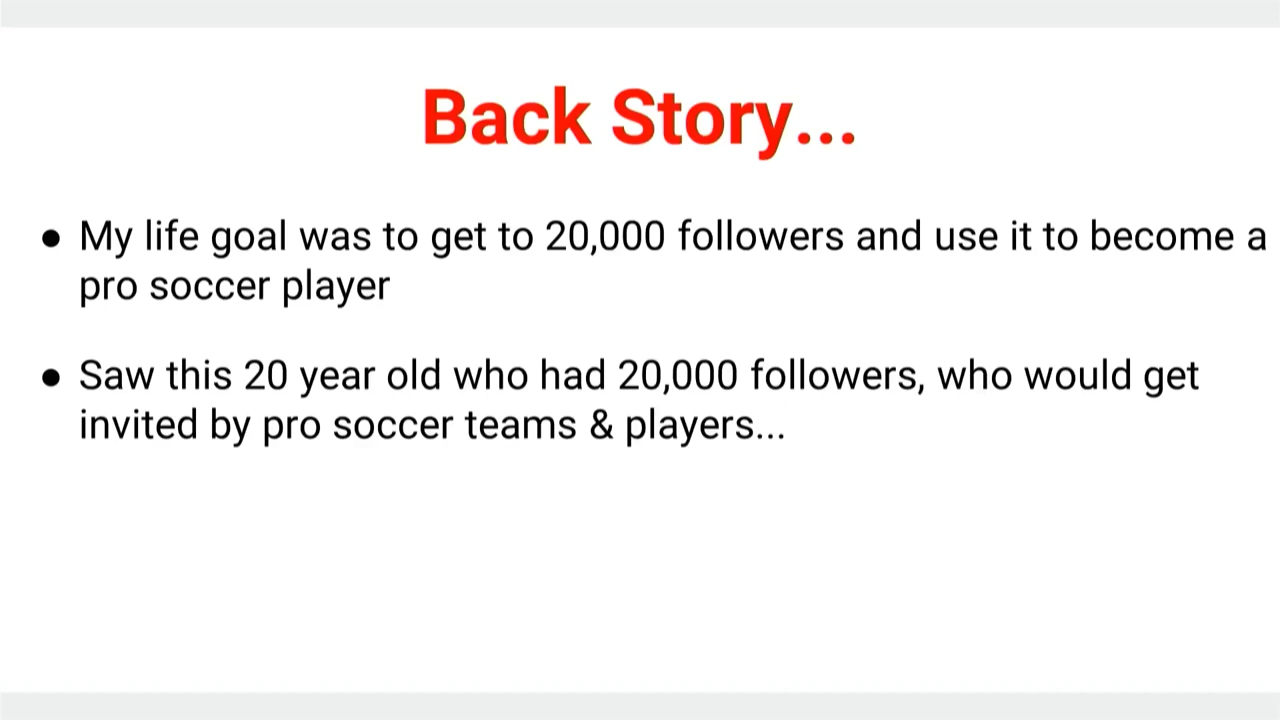 Back Story...
● My life goal was to get to 20,000 followers and use it to become a
pro soccer player
● Saw this 20 year old who had 20,000 followers, who would get
invited by pro soccer teams & players...